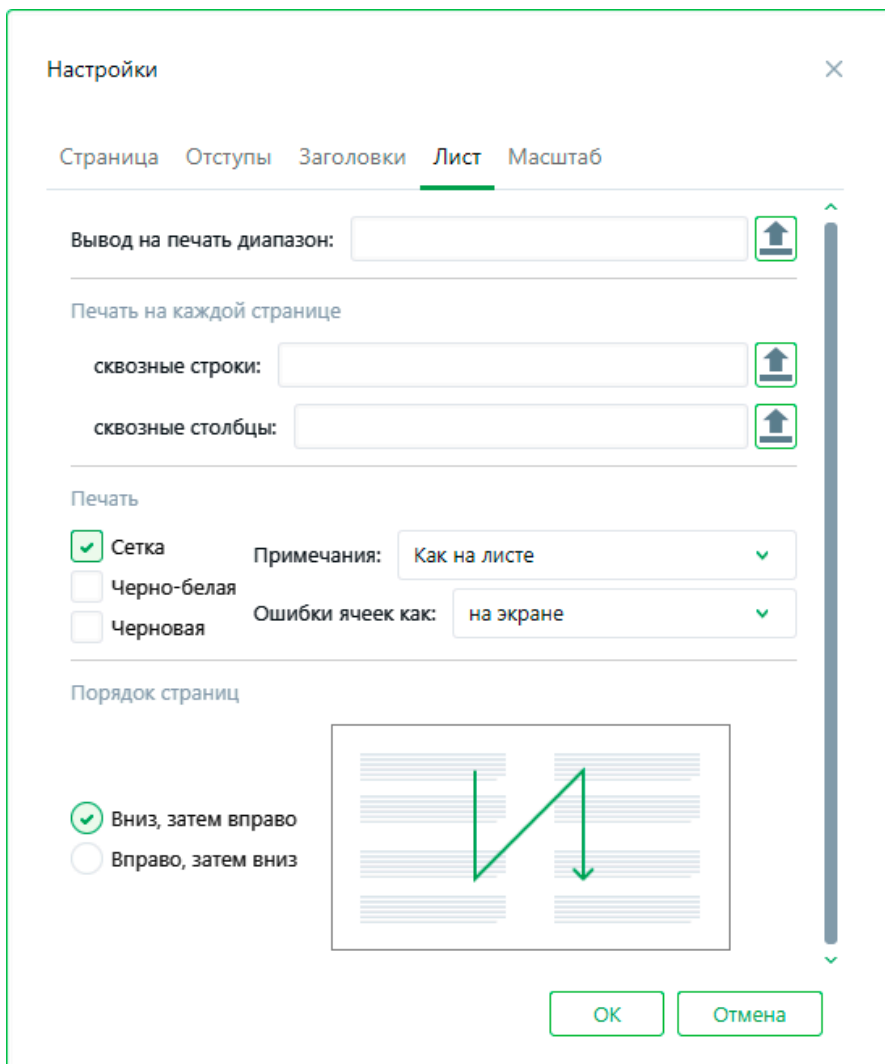 Настройки
Страница Отступы Заголовки Лист Масштаб
Вывод на печать диапазон:
Печать на каждой странице
сквозные строки:
сквозные столбцы:
Печать
Сетка
Примечания: Как на листе
Черно-белая
Ошибки ячеек как: на экране
Черновая
Порядок страниц
Вниз, затем вправо
Вправо, затем вниз
ОК Отмена